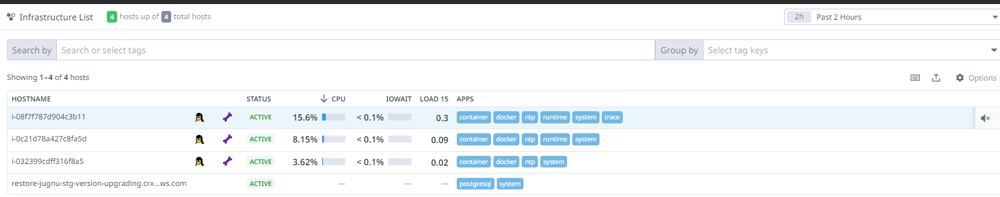 Infrastructure List 4 hosts up of 4 total hosts 2h Past 2 Hours
Search by Search or select tags Group by Select tag keys
Showing 1–4 of 4 hosts Options
HOSTNAME STATUS CPU IOWAIT LOAD 15 APPS
i-08f7f787d904c3b11 ACTIVE 15.6% < 0.1% 0.3 container docker ntp runtime system trace
i-0c21d78a427c8fa5d ACTIVE 8.15% < 0.1% 0.09 container docker ntp runtime system
i-032399cdff316f8a5 ACTIVE 3.62% < 0.1% 0.02 container docker ntp system
restore-jugnu-stg-version-upgrading.crx...ws.com ACTIVE — — — postgresql system